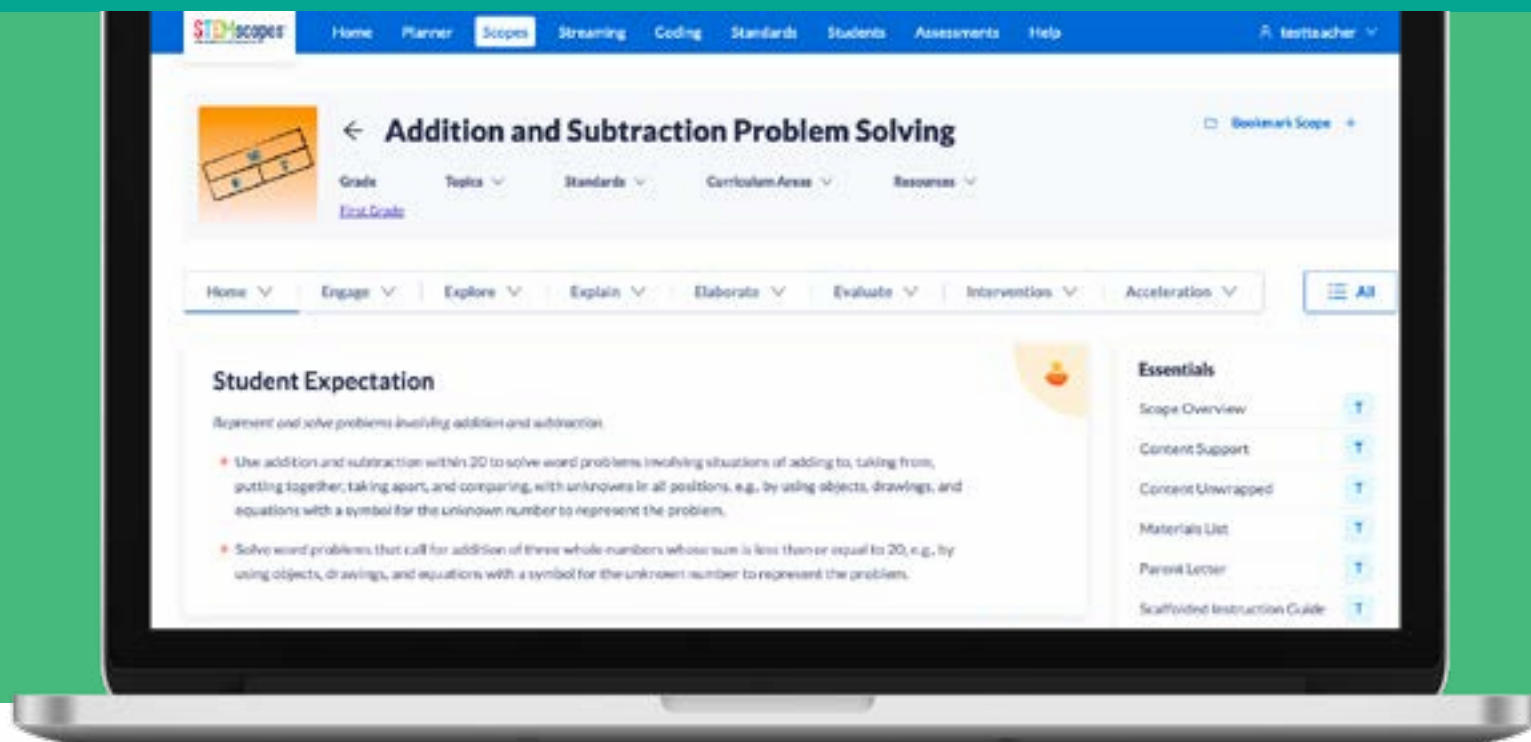 STEMscopes
Home Planner Scopes Streaming Coding Standards Students Assessments Help testteacher
← Addition and Subtraction Problem Solving
Bookmark Scope +
Grade Topics Standards Curriculum Areas Resources
First Grade
Home Engage Explore Explain Elaborate Evaluate Intervention Acceleration All
Student Expectation
Represent and solve problems involving addition and subtraction.
Use addition and subtraction within 20 to solve word problems involving situations of adding to, taking from,
putting together, taking apart, and comparing, with unknowns in all positions, e.g., by using objects, drawings, and
equations with a symbol for the unknown number to represent the problem.
Solve word problems that call for addition of three whole numbers whose sum is less than or equal to 20, e.g., by
using objects, drawings, and equations with a symbol for the unknown number to represent the problem.
Essentials
Scope Overview T
Content Support T
Content Unwrapped T
Materials List T
Parent Letter T
Scaffolded Instruction Guide T